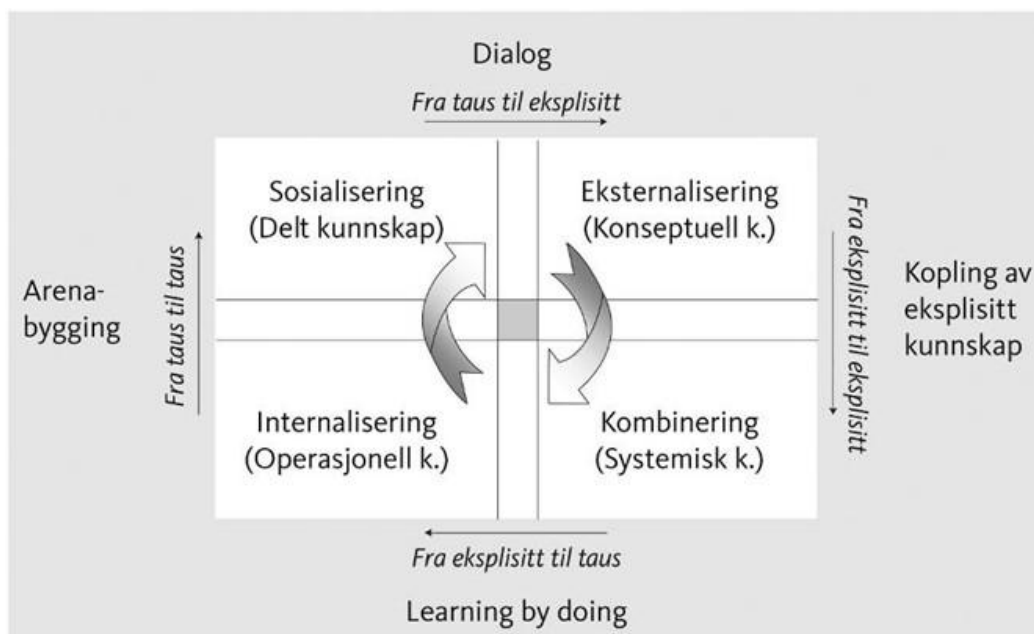 Dialog
Fra taus til eksplisitt
Sosialisering
(Delt kunnskap)
Eksternalisering
(Konseptuell k.)
Arena-
bygging
Fra taus til taus
Fra eksplisitt til eksplisitt
Kopling av
eksplisitt
kunnskap
Internalisering
(Operasjonell k.)
Kombinering
(Systemisk k.)
Fra eksplisitt til taus
Learning by doing